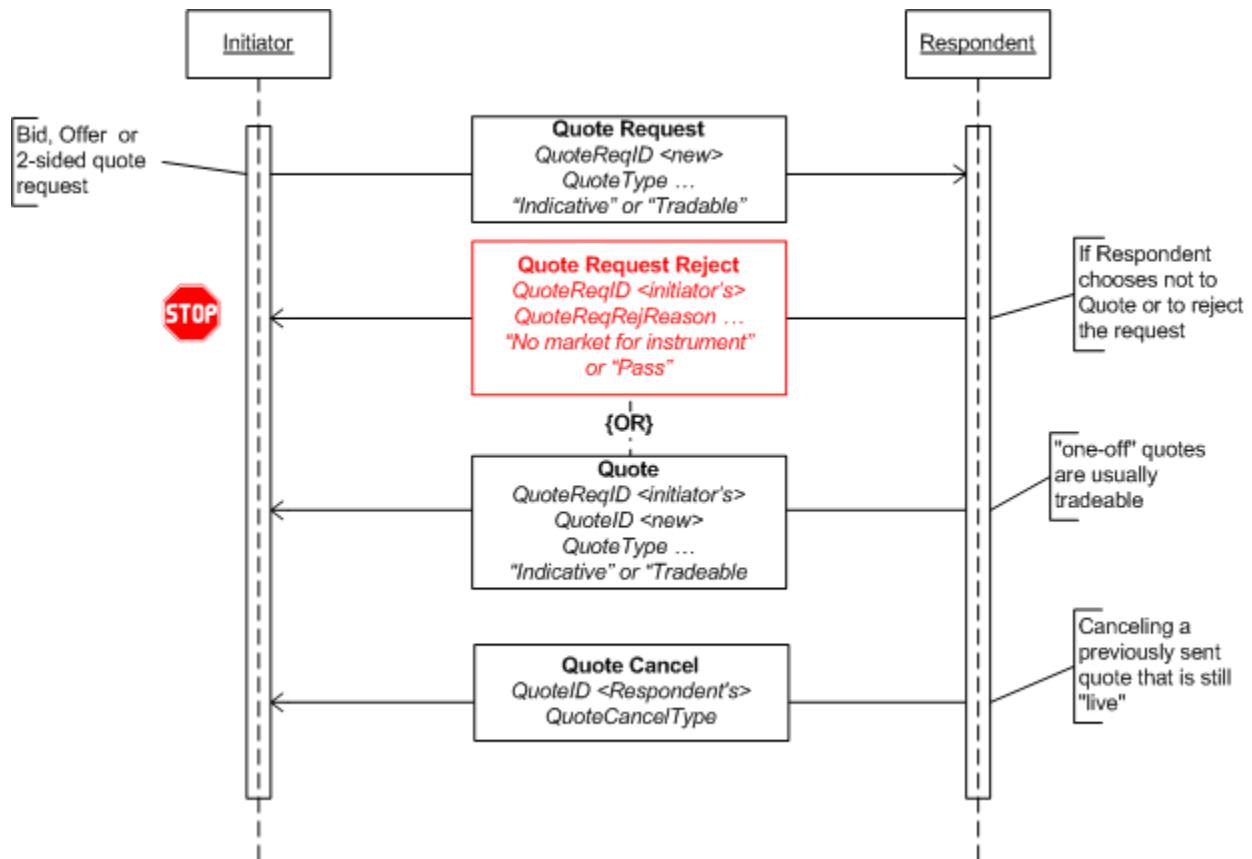 Initiator
Respondent
Bid, Offer or
2-sided quote
request
Quote Request
QuoteReqID <new>
QuoteType …
“Indicative” or “Tradable”
STOP
Quote Request Reject
QuoteReqID <initiator's>
QuoteReqRejReason …
“No market for instrument”
or “Pass”
If Respondent
chooses not to
Quote or to reject
the request
{OR}
Quote
QuoteReqID <initiator's>
QuoteID <new>
QuoteType …
“Indicative” or “Tradeable
"one-off" quotes
are usually
tradeable
Quote Cancel
QuoteID <Respondent's>
QuoteCancelType
Canceling a
previously sent
quote that is still
"live"